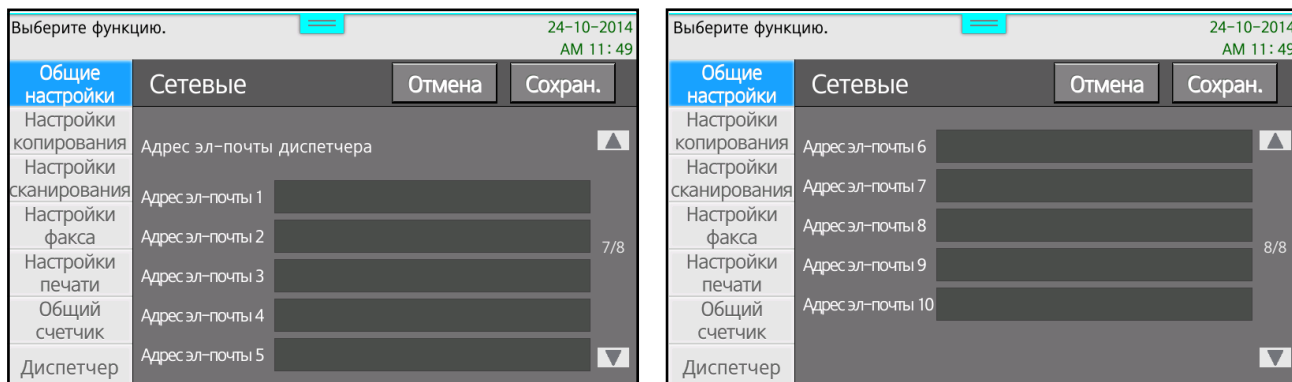 Выберите функцию.
24-10-2014
AM 11:49
Общие
настройки
Сетевые
Отмена
Сохран.
Настройки
копирования
Настройки
сканирования
Настройки
факса
Настройки
печати
Общий
счетчик
Диспетчер
Адрес эл-почты диспетчера
Адрес эл-почты 1
Адрес эл-почты 2
Адрес эл-почты 3
Адрес эл-почты 4
Адрес эл-почты 5
7/8
Выберите функцию.
24-10-2014
AM 11:49
Общие
настройки
Сетевые
Отмена
Сохран.
Настройки
копирования
Настройки
сканирования
Настройки
факса
Настройки
печати
Общий
счетчик
Диспетчер
Адрес эл-почты 6
Адрес эл-почты 7
Адрес эл-почты 8
Адрес эл-почты 9
Адрес эл-почты 10
8/8